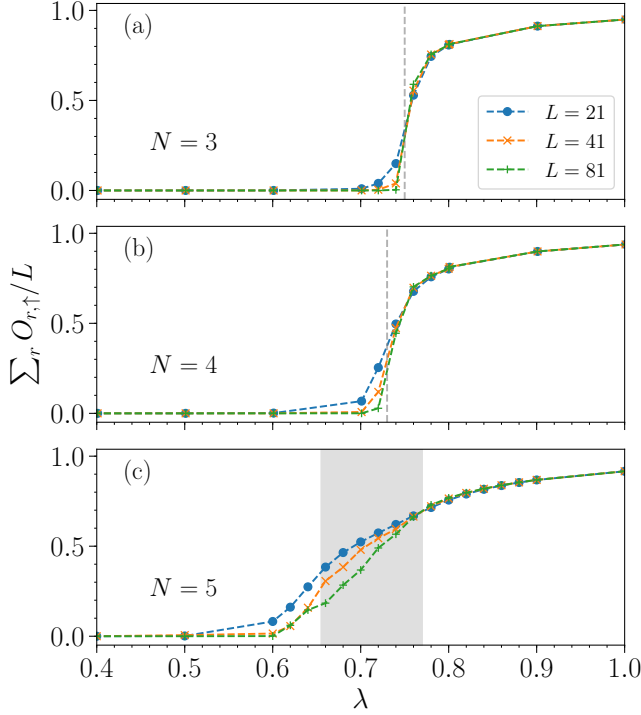 1.0
(a)
0.5
N = 3
L = 21
L = 41
L = 81
0.0
1.0
(b)
∑_r O_{r,↑}/L
0.5
N = 4
0.0
1.0
(c)
0.5
N = 5
0.0
0.4 0.5 0.6 0.7 0.8 0.9 1.0
λ